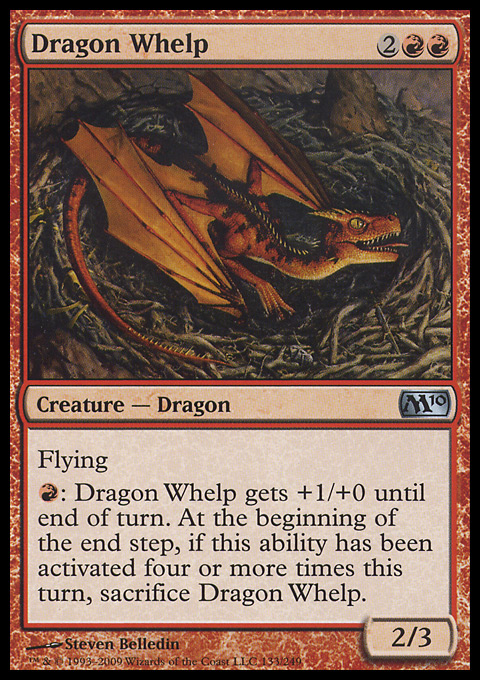 Dragon Whelp 2
Creature — Dragon M10
Flying
: Dragon Whelp gets +1/+0 until
end of turn. At the beginning of
the end step, if this ability has been
activated four or more times this
turn, sacrifice Dragon Whelp.
2/3
Steven Belledin
™ & © 1993–2009 Wizards of the Coast LLC 133/249